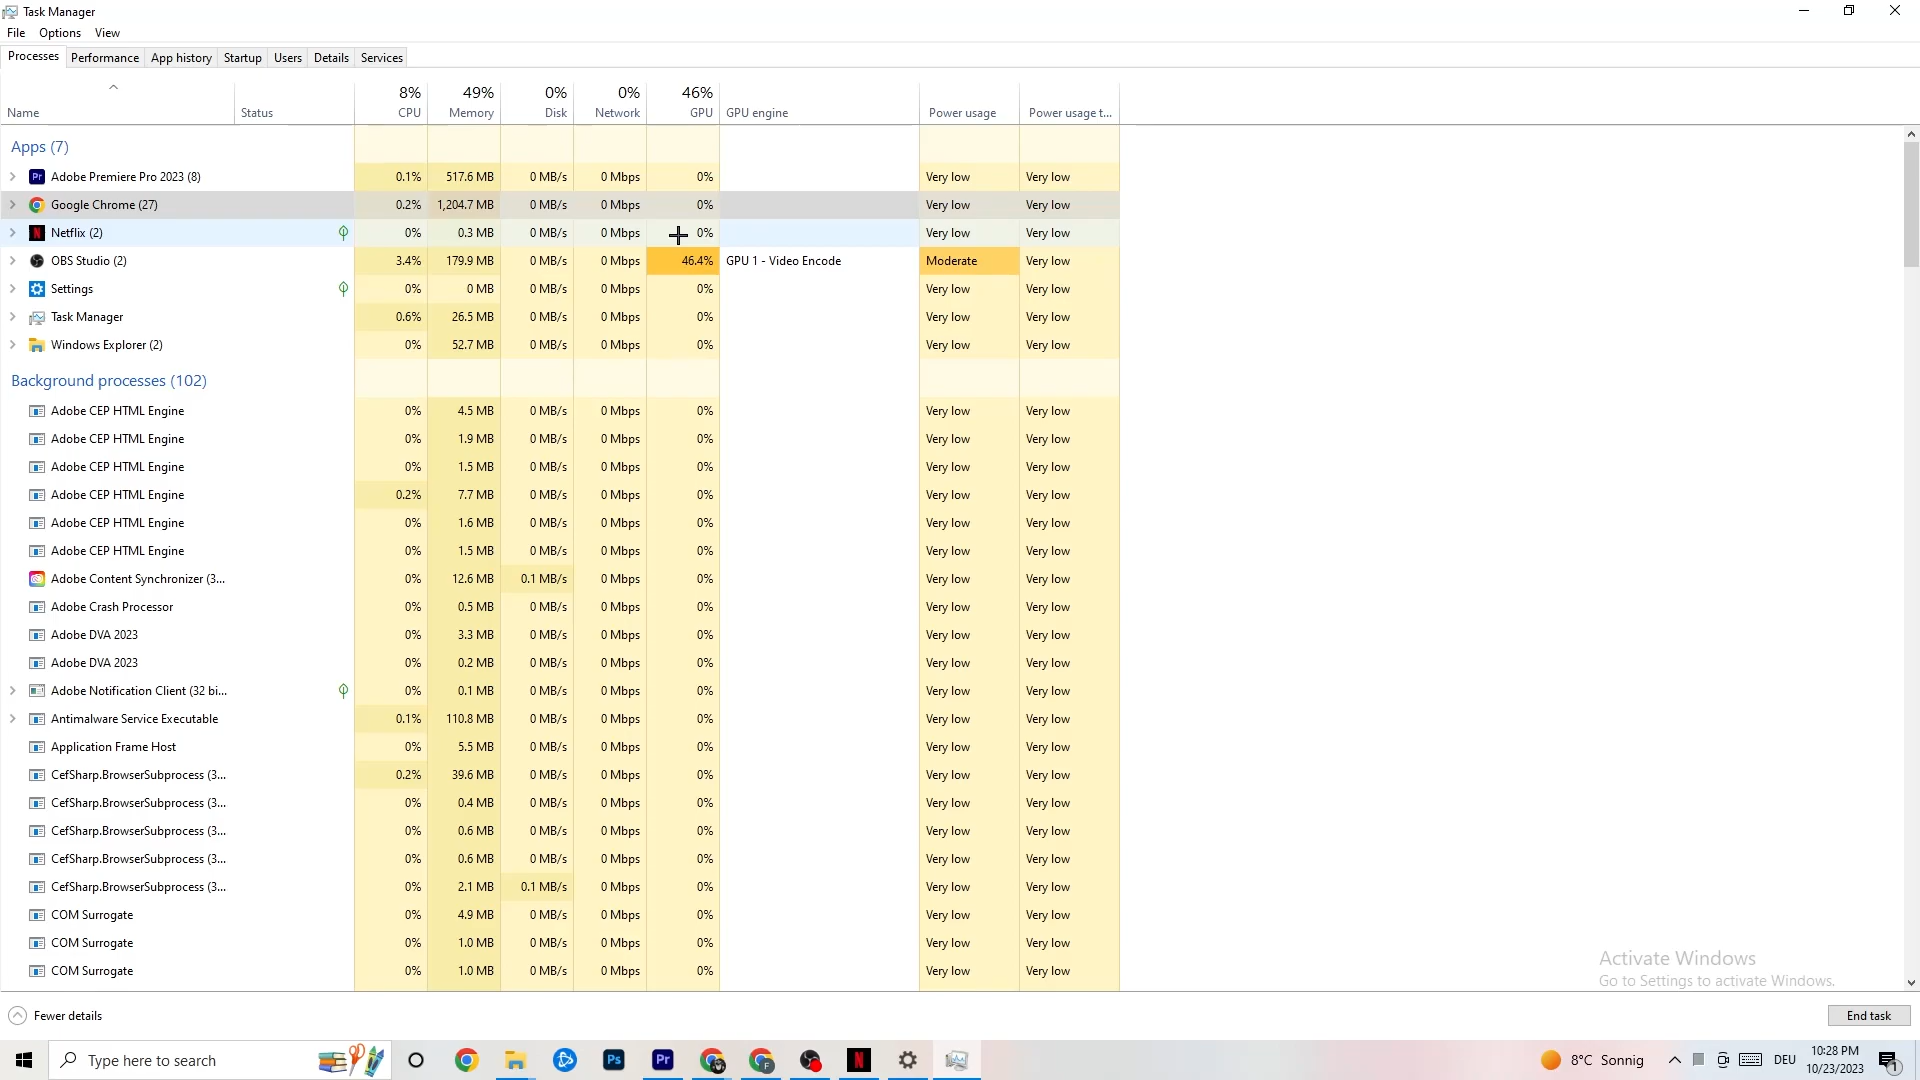 Task Manager
File Options View
Processes Performance App history Startup Users Details Services
8% 49% 0% 0% 46%
Name Status CPU Memory Disk Network GPU GPU engine Power usage Power usage t...
Apps (7)
Adobe Premiere Pro 2023 (8) 0.1% 517.6 MB 0 MB/s 0 Mbps 0% Very low Very low
Google Chrome (27) 0.2% 1,204.7 MB 0 MB/s 0 Mbps 0% Very low Very low
Netflix (2) 0% 0.3 MB 0 MB/s 0 Mbps 0% Very low Very low
OBS Studio (2) 3.4% 179.9 MB 0 MB/s 0 Mbps 46.4% GPU 1 - Video Encode Moderate Very low
Settings 0% 0 MB 0 MB/s 0 Mbps 0% Very low Very low
Task Manager 0.6% 26.5 MB 0 MB/s 0 Mbps 0% Very low Very low
Windows Explorer (2) 0% 52.7 MB 0 MB/s 0 Mbps 0% Very low Very low
Background processes (102)
Adobe CEP HTML Engine 0% 4.5 MB 0 MB/s 0 Mbps 0% Very low Very low
Adobe CEP HTML Engine 0% 1.9 MB 0 MB/s 0 Mbps 0% Very low Very low
Adobe CEP HTML Engine 0% 1.5 MB 0 MB/s 0 Mbps 0% Very low Very low
Adobe CEP HTML Engine 0.2% 7.7 MB 0 MB/s 0 Mbps 0% Very low Very low
Adobe CEP HTML Engine 0% 1.6 MB 0 MB/s 0 Mbps 0% Very low Very low
Adobe CEP HTML Engine 0% 1.5 MB 0 MB/s 0 Mbps 0% Very low Very low
Adobe Content Synchronizer (3... 0% 12.6 MB 0.1 MB/s 0 Mbps 0% Very low Very low
Adobe Crash Processor 0% 0.5 MB 0 MB/s 0 Mbps 0% Very low Very low
Adobe DVA 2023 0% 3.3 MB 0 MB/s 0 Mbps 0% Very low Very low
Adobe DVA 2023 0% 0.2 MB 0 MB/s 0 Mbps 0% Very low Very low
Adobe Notification Client (32 bi... 0% 0.1 MB 0 MB/s 0 Mbps 0% Very low Very low
Antimalware Service Executable 0.1% 110.8 MB 0 MB/s 0 Mbps 0% Very low Very low
Application Frame Host 0% 5.5 MB 0 MB/s 0 Mbps 0% Very low Very low
CefSharp.BrowserSubprocess (3... 0.2% 39.6 MB 0 MB/s 0 Mbps 0% Very low Very low
CefSharp.BrowserSubprocess (3... 0% 0.4 MB 0 MB/s 0 Mbps 0% Very low Very low
CefSharp.BrowserSubprocess (3... 0% 0.6 MB 0 MB/s 0 Mbps 0% Very low Very low
CefSharp.BrowserSubprocess (3... 0% 0.6 MB 0 MB/s 0 Mbps 0% Very low Very low
CefSharp.BrowserSubprocess (3... 0% 2.1 MB 0.1 MB/s 0 Mbps 0% Very low Very low
COM Surrogate 0% 4.9 MB 0 MB/s 0 Mbps 0% Very low Very low
COM Surrogate 0% 1.0 MB 0 MB/s 0 Mbps 0% Very low Very low
COM Surrogate 0% 1.0 MB 0 MB/s 0 Mbps 0% Very low Very low
Activate Windows
Go to Settings to activate Windows.
Fewer details End task
Type here to search 8°C Sonnig DEU 10:28 PM
10/23/2023